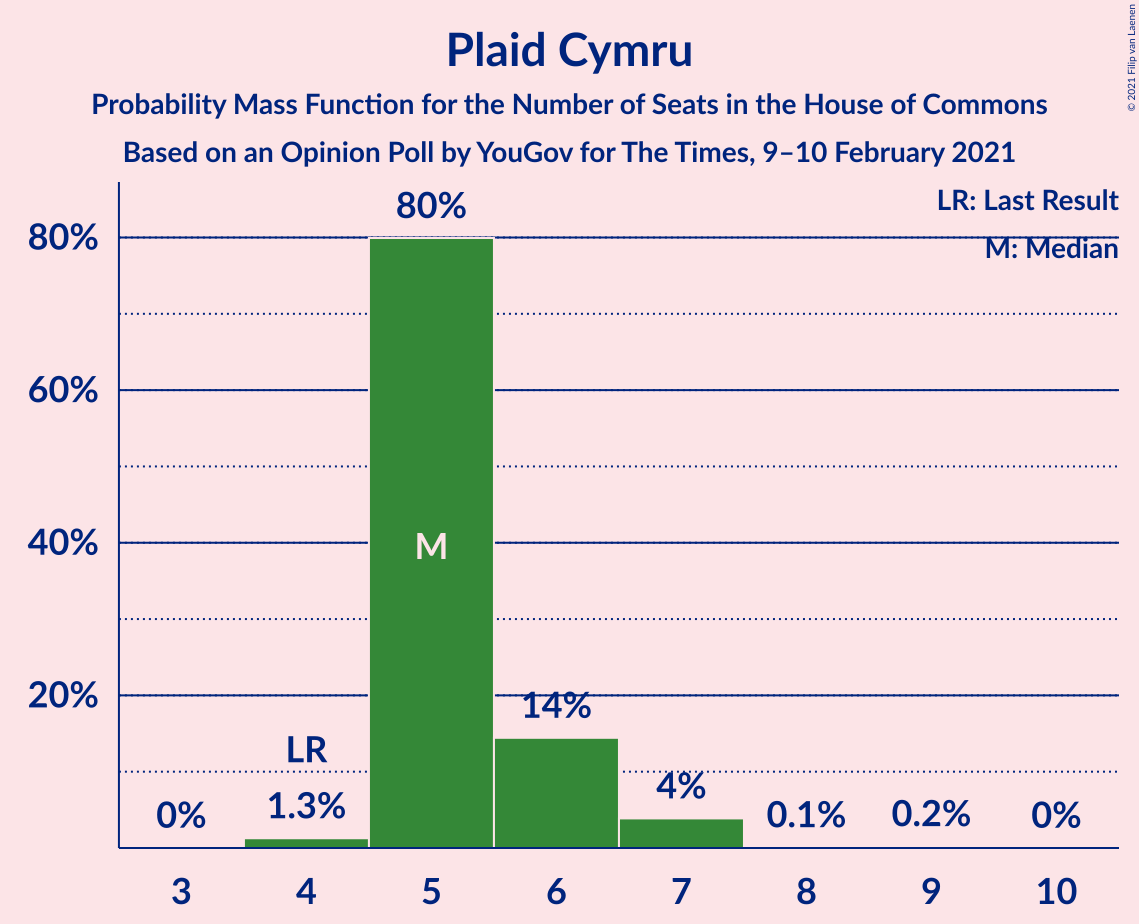 Plaid Cymru
Probability Mass Function for the Number of Seats in the House of Commons
Based on an Opinion Poll by YouGov for The Times, 9–10 February 2021
© 2021 Filip van Laenen
LR: Last Result
M: Median
80%
60%
40%
20%
0%
LR
1.3%
80%
M
14%
4%
0.1%
0.2%
0%
3 4 5 6 7 8 9 10